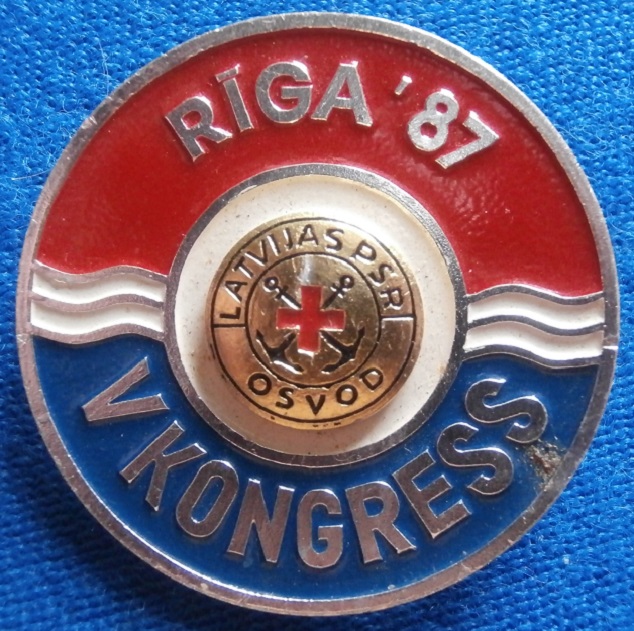 RĪGA '87
LATVIJAS PSR
OSVOD
V KONGRESS